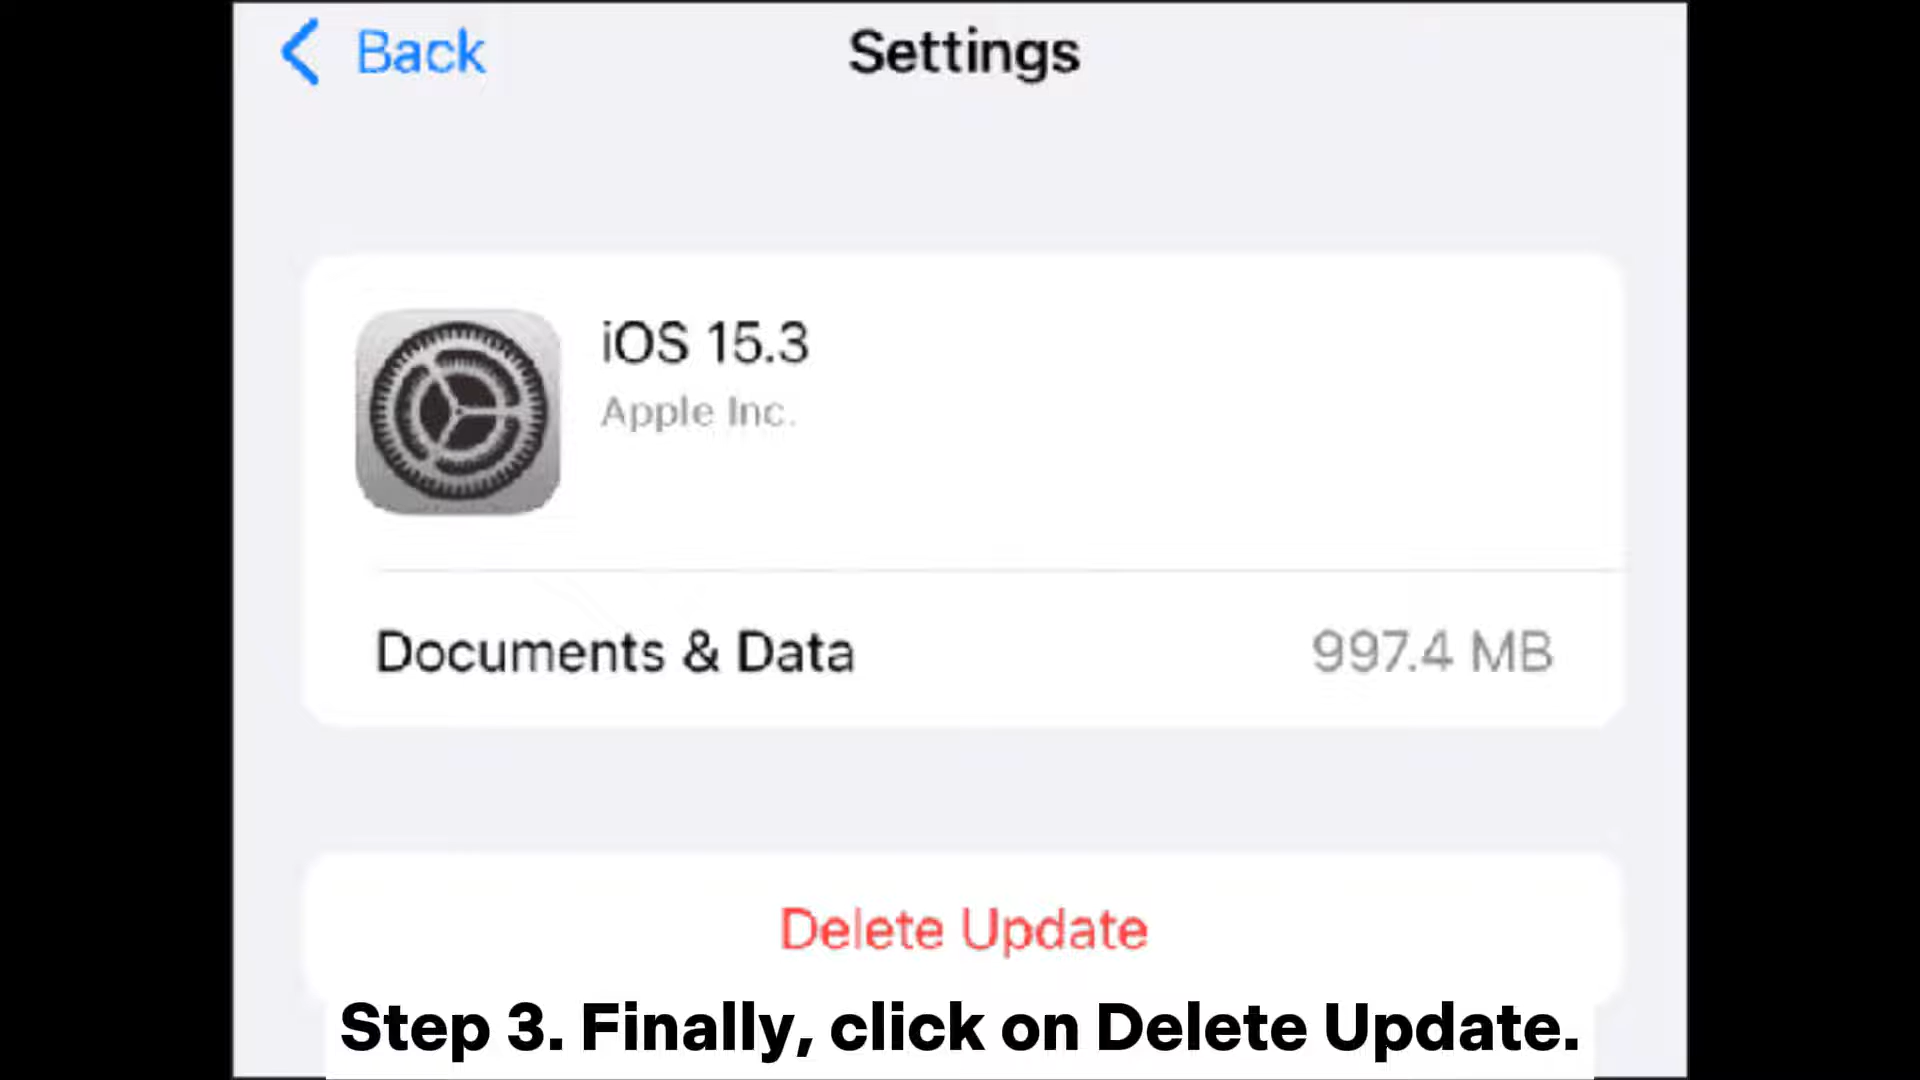 Back
Settings
iOS 15.3
Apple Inc.
Documents & Data
997.4 MB
Delete Update
Step 3. Finally, click on Delete Update.